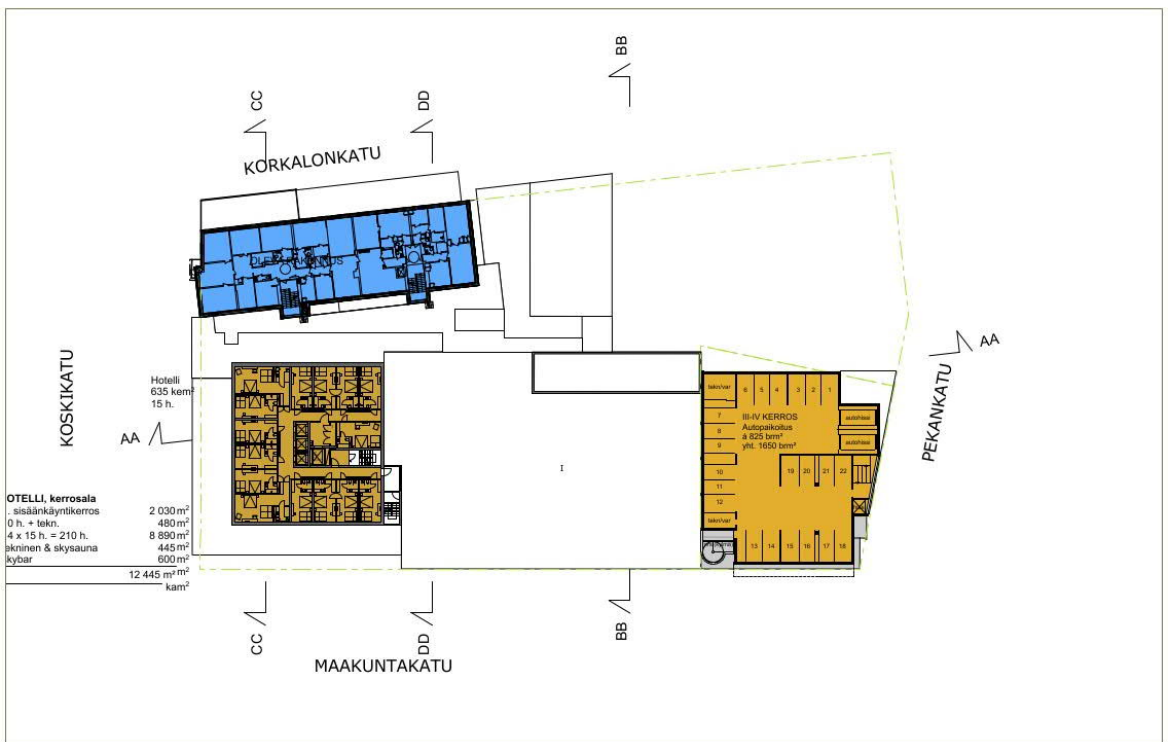 BB
CC
DD
KORKALONKATU
OLEVA RAKENNUS
KOSKIKATU
Hotelli
635 kem²
15 h.
AA
AA
PEKANKATU
tekn/var
6 5 4 3 2 1
7
8
9
10
11
12
tekn/var
III-IV KERROS
Autopaikoitus
á 825 brm²
yht. 1650 brm²
autohissi
autohissi
19 20 21 22
13 14 15 16 17 18
I
OTELLI, kerrosala
. sisäänkäyntikerros 2 030 m²
0 h. + tekn. 480 m²
4 x 15 h. = 210 h. 8 890 m²
ekninen & skysauna 445 m²
kybar 600 m²
12 445 m² m²
kam²
CC
DD
BB
MAAKUNTAKATU